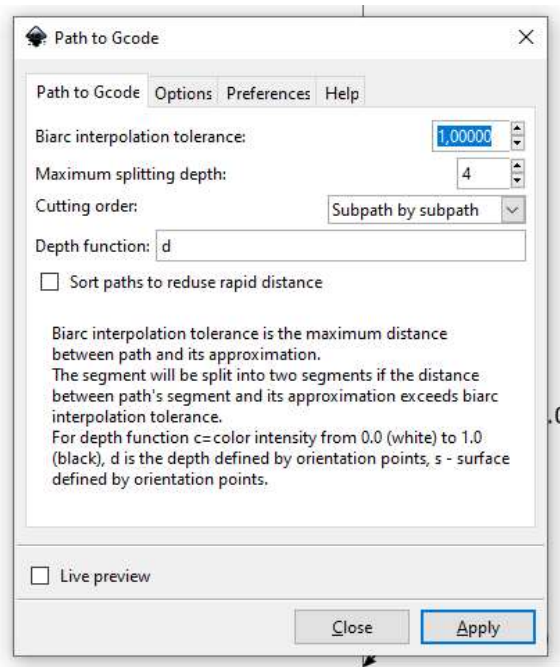 Path to Gcode
Path to Gcode Options Preferences Help
Biarc interpolation tolerance: 1,00000
Maximum splitting depth: 4
Cutting order: Subpath by subpath
Depth function: d
Sort paths to reduse rapid distance
Biarc interpolation tolerance is the maximum distance
between path and its approximation.
The segment will be split into two segments if the distance
between path's segment and its approximation exceeds biarc
interpolation tolerance.
For depth function c=color intensity from 0.0 (white) to 1.0
(black), d is the depth defined by orientation points, s - surface
defined by orientation points.
Live preview
Close Apply